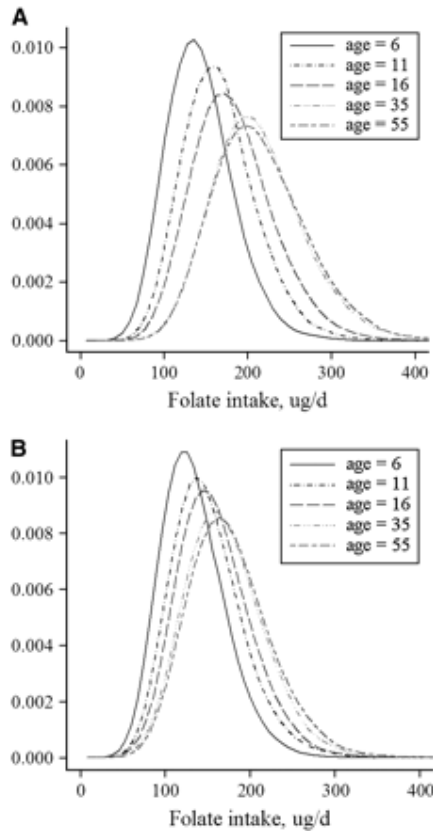 A
0.010
0.008
0.006
0.004
0.002
0.000
age = 6
age = 11
age = 16
age = 35
age = 55
0 100 200 300 400
Folate intake, ug/d
B
0.010
0.008
0.006
0.004
0.002
0.000
age = 6
age = 11
age = 16
age = 35
age = 55
0 100 200 300 400
Folate intake, ug/d